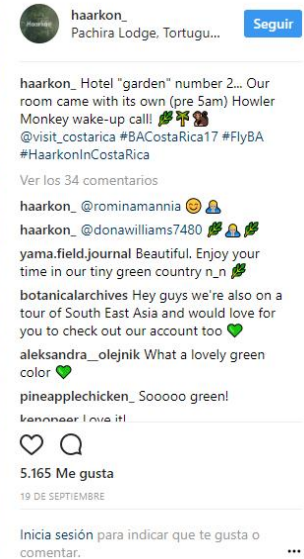 haarkon_
Pachira Lodge, Tortugu...
Seguir
haarkon_ Hotel "garden" number 2... Our
room came with its own (pre 5am) Howler
Monkey wake-up call! 🌿🌴🐿
@visit_costarica #BACostaRica17 #FlyBA
#HaarkonInCostaRica
Ver los 34 comentarios
haarkon_ @rominamannia 😊
haarkon_ @donawilliams7480 🌿🌿
yama.field.journal Beautiful. Enjoy your
time in our tiny green country n_n 🌿
botanicalarchives Hey guys we're also on a
tour of South East Asia and would love for
you to check out our account too 💚
aleksandra__olejnik What a lovely green
color 💚
pineapplechicken_ Sooooo green!
kenopeer Love it!
5.165 Me gusta
19 DE SEPTIEMBRE
Inicia sesión para indicar que te gusta o
comentar.